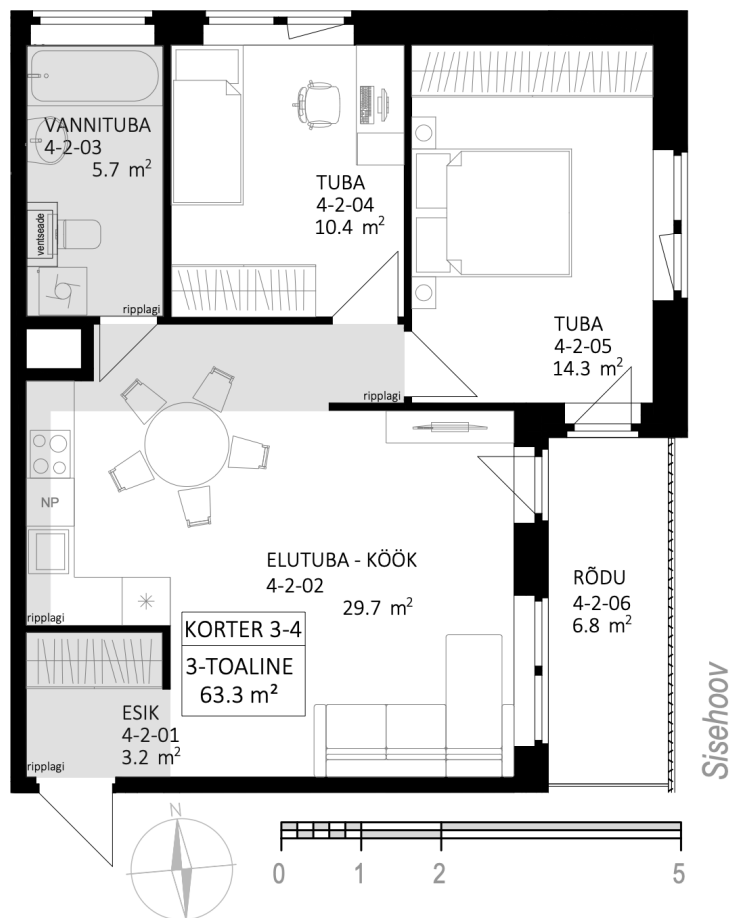 VANNITUBA
4-2-03
5.7 m²
ventseade
ripplagi
TUBA
4-2-04
10.4 m²
TUBA
4-2-05
14.3 m²
ripplagi
NP
ripplagi
ELUTUBA - KÖÖK
4-2-02
29.7 m²
RÕDU
4-2-06
6.8 m²
KORTER 3-4
3-TOALINE
63.3 m²
ESIK
4-2-01
3.2 m²
ripplagi
Sisehoov
N
0 1 2 5